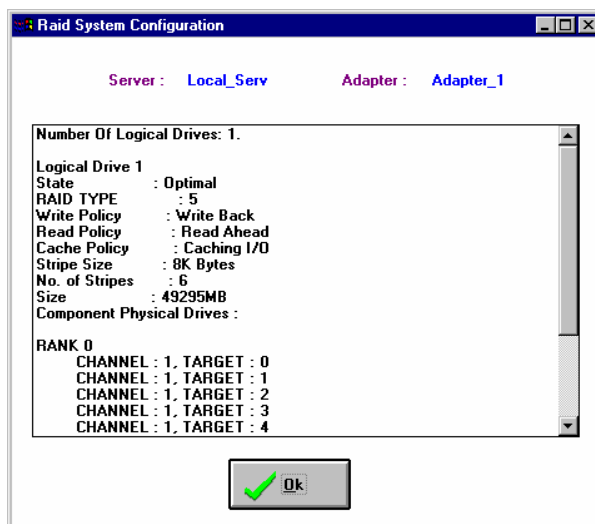 Raid System Configuration
Server : Local_Serv Adapter : Adapter_1
Number Of Logical Drives: 1.
Logical Drive 1
State : Optimal
RAID TYPE : 5
Write Policy : Write Back
Read Policy : Read Ahead
Cache Policy : Caching I/O
Stripe Size : 8K Bytes
No. of Stripes : 6
Size : 49295MB
Component Physical Drives :
RANK 0
CHANNEL : 1, TARGET : 0
CHANNEL : 1, TARGET : 1
CHANNEL : 1, TARGET : 2
CHANNEL : 1, TARGET : 3
CHANNEL : 1, TARGET : 4
Ok